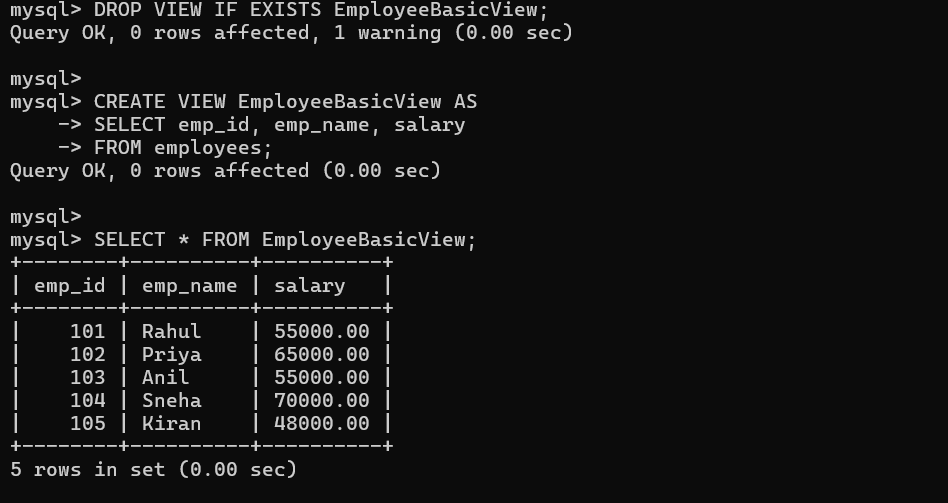 mysql> DROP VIEW IF EXISTS EmployeeBasicView;
Query OK, 0 rows affected, 1 warning (0.00 sec)

mysql>
mysql> CREATE VIEW EmployeeBasicView AS
    -> SELECT emp_id, emp_name, salary
    -> FROM employees;
Query OK, 0 rows affected (0.00 sec)

mysql>
mysql> SELECT * FROM EmployeeBasicView;
+--------+----------+----------+
| emp_id | emp_name | salary   |
+--------+----------+----------+
|    101 | Rahul    | 55000.00 |
|    102 | Priya    | 65000.00 |
|    103 | Anil     | 55000.00 |
|    104 | Sneha    | 70000.00 |
|    105 | Kiran    | 48000.00 |
+--------+----------+----------+
5 rows in set (0.00 sec)